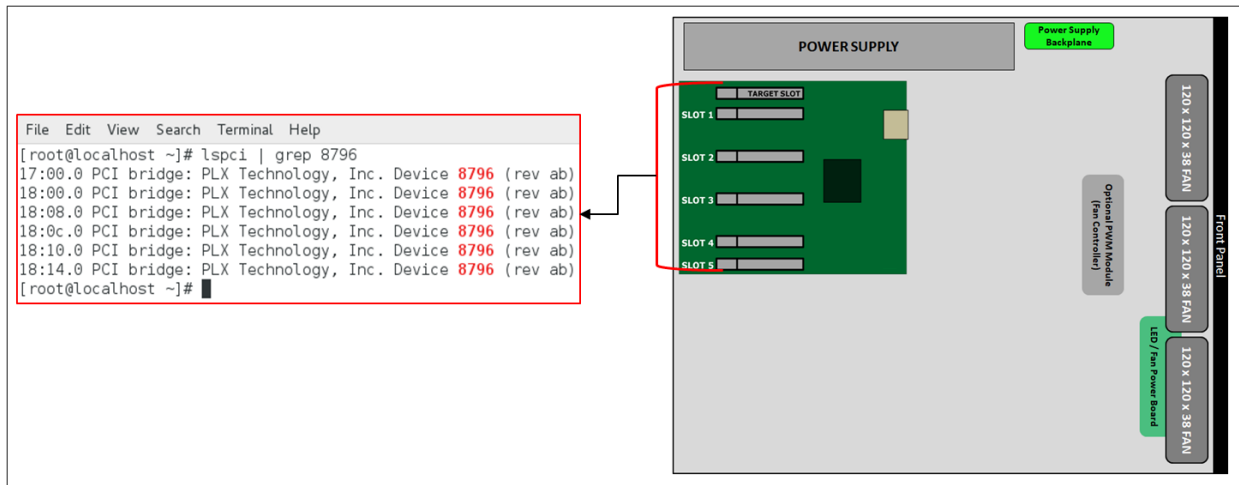 File Edit View Search Terminal Help
[root@localhost ~]# lspci | grep 8796
17:00.0 PCI bridge: PLX Technology, Inc. Device 8796 (rev ab)
18:00.0 PCI bridge: PLX Technology, Inc. Device 8796 (rev ab)
18:08.0 PCI bridge: PLX Technology, Inc. Device 8796 (rev ab)
18:0c.0 PCI bridge: PLX Technology, Inc. Device 8796 (rev ab)
18:10.0 PCI bridge: PLX Technology, Inc. Device 8796 (rev ab)
18:14.0 PCI bridge: PLX Technology, Inc. Device 8796 (rev ab)
[root@localhost ~]#
POWER SUPPLY
Power Supply
Backplane
TARGET SLOT
SLOT 1
SLOT 2
SLOT 3
SLOT 4
SLOT 5
Optional PWM Module
(Fan Controller)
LED / Fan Power Board
120 x 120 x 38 FAN
120 x 120 x 38 FAN
120 x 120 x 38 FAN
Front Panel